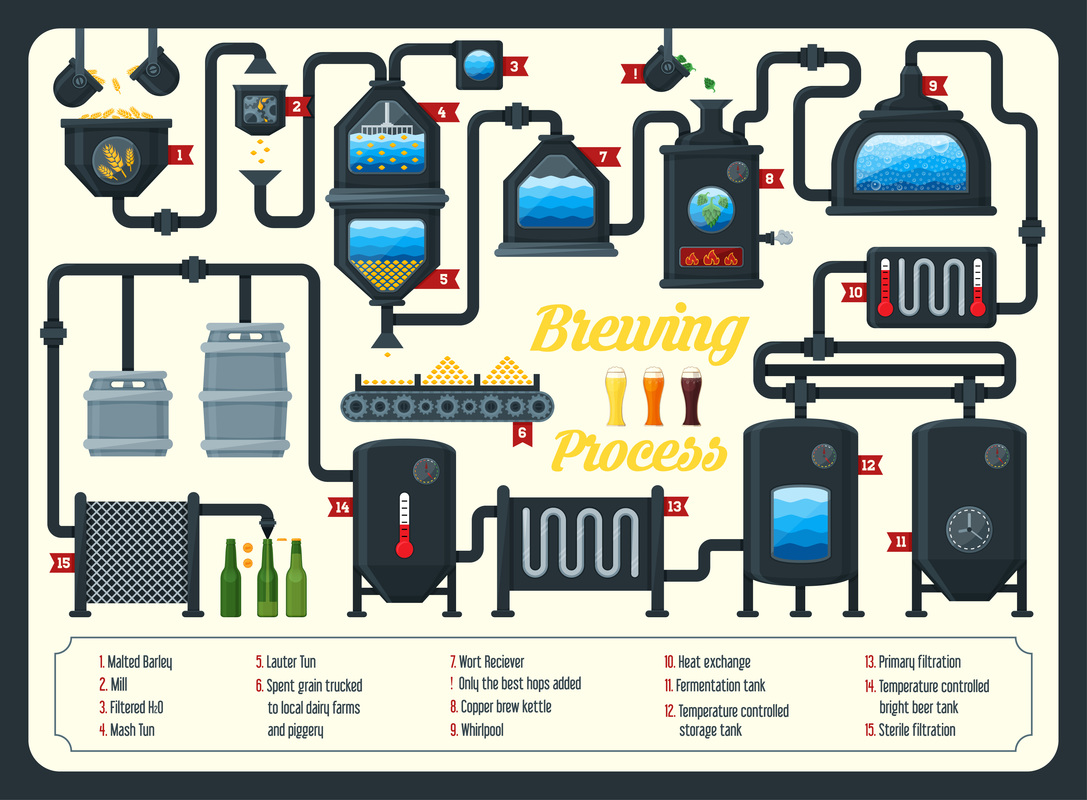 1
2
3
4
5
6
7
!
8
9
10
11
12
13
14
15
Brewing
Process
1. Malted Barley
2. Mill
3. Filtered H₂O
4. Mash Tun
5. Lauter Tun
6. Spent grain trucked
to local dairy farms
and piggery
7. Wort Reciever
! Only the best hops added
8. Copper brew kettle
9. Whirlpool
10. Heat exchange
11. Fermentation tank
12. Temperature controlled
storage tank
13. Primary filtration
14. Temperature controlled
bright beer tank
15. Sterile filtration